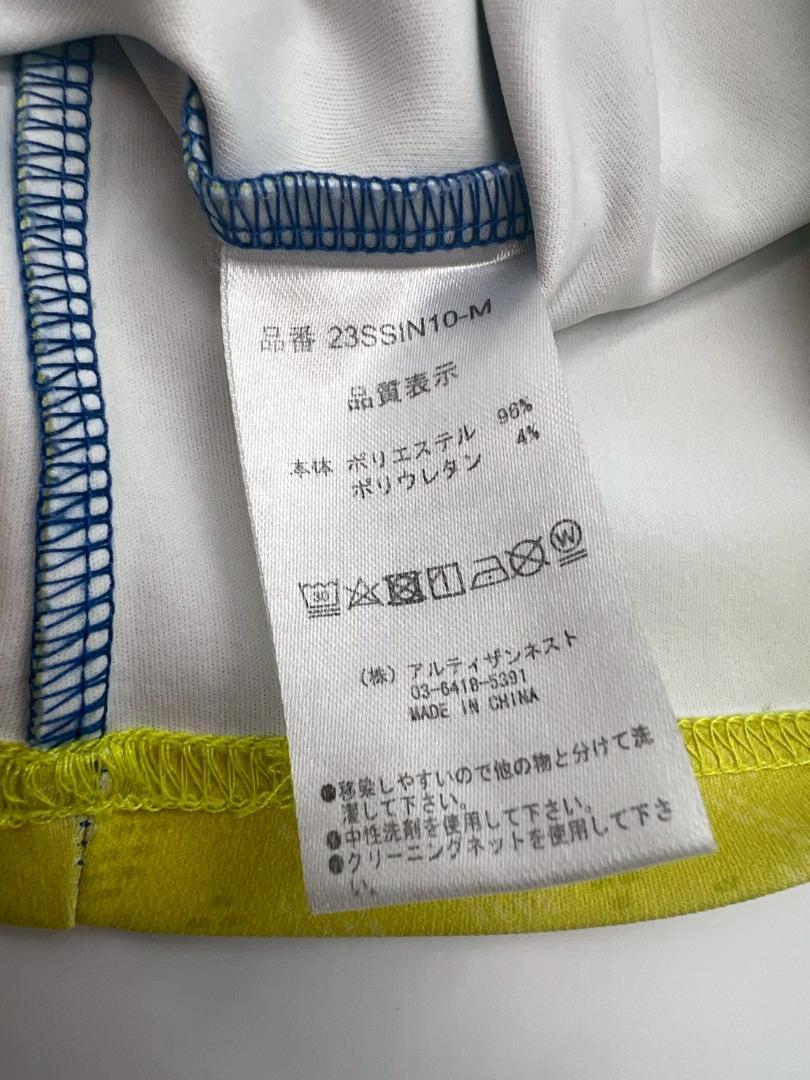 品番 23SSIN10-M
品質表示
本体 ポリエステル 96%
ポリウレタン 4%
30 W
(株) アルティザンネスト
03-6418-5391
MADE IN CHINA
●移染しやすいので他の物と分けて洗
濯して下さい。
●中性洗剤を使用して下さい。
●クリーニングネットを使用して下さ
い。